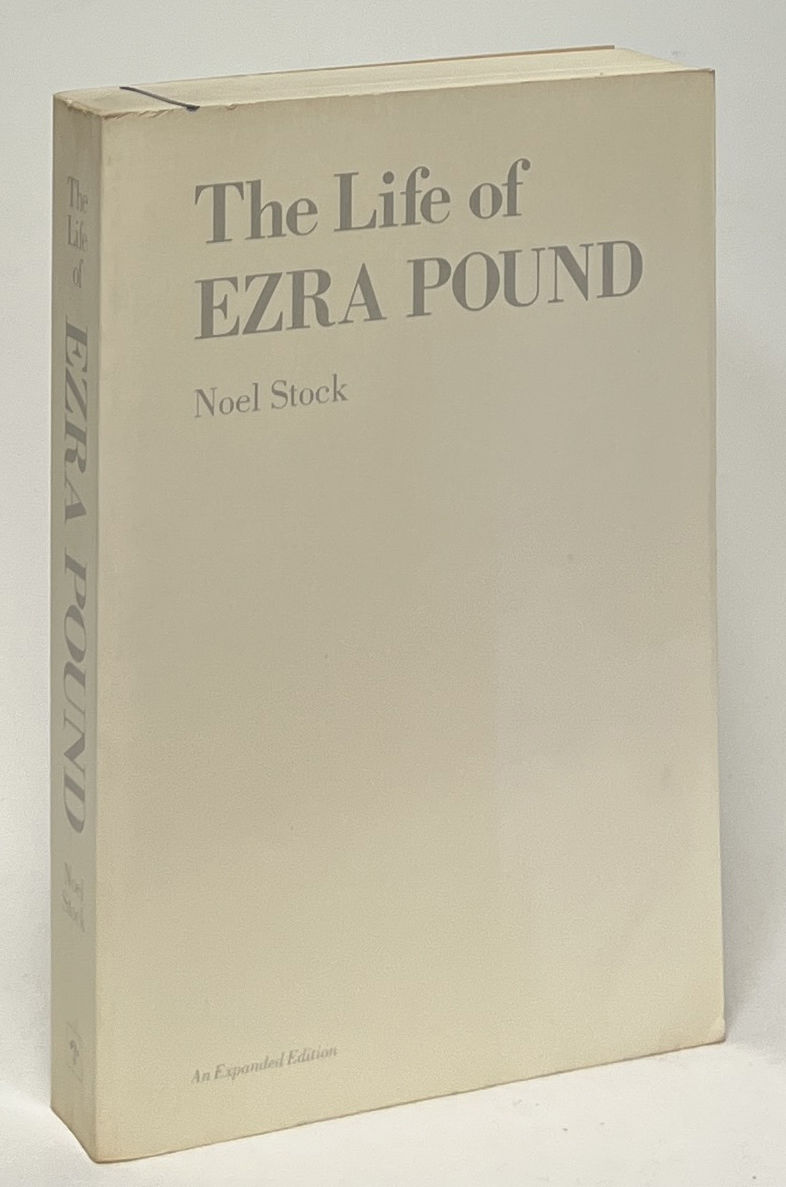 The Life of
EZRA POUND
Noel Stock
An Expanded Edition
The
Life
of
EZRA POUND
Noel
Stock